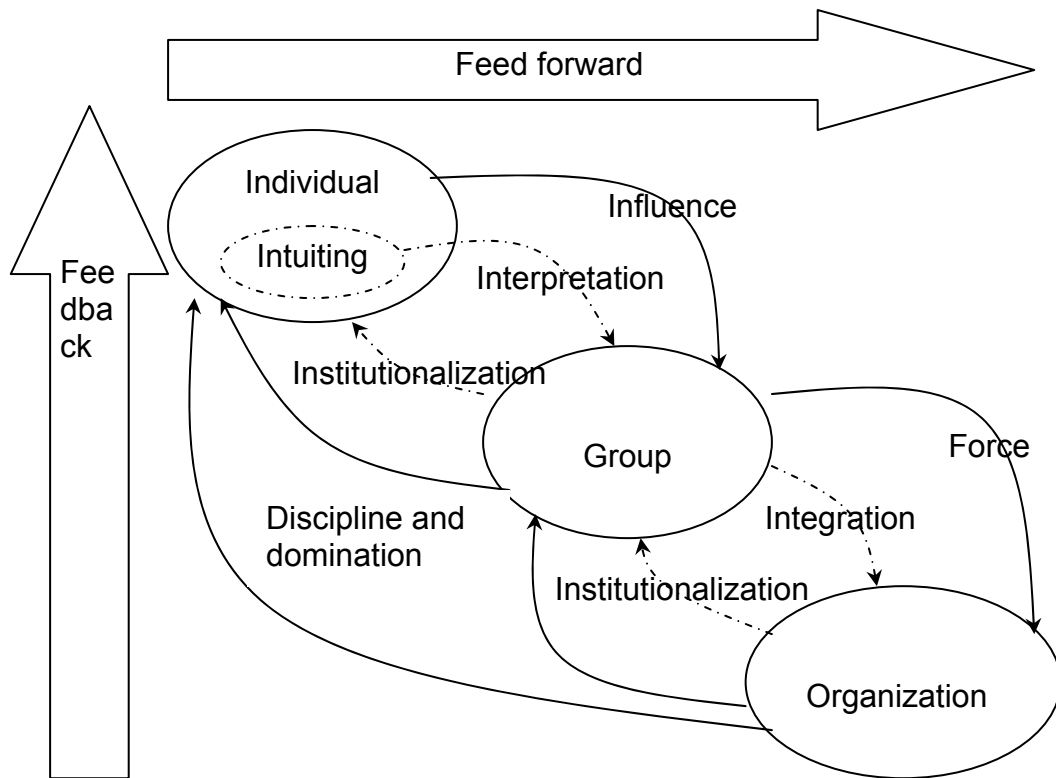 Feed forward
Individual
Influence
Intuiting
Interpretation
Fee
dba
ck
Institutionalization
Group
Force
Discipline and
domination
Integration
Institutionalization
Organization